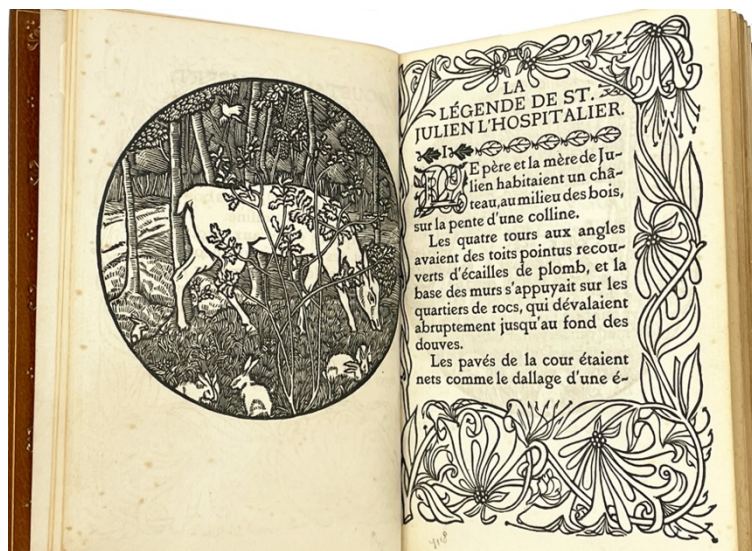 LA
LÉGENDE DE ST.
JULIEN L'HOSPITALIER.
I
LE père et la mère de Ju-
lien habitaient un châ-
teau, au milieu des bois,
sur la pente d'une colline.
Les quatre tours aux angles
avaient des toits pointus recou-
verts d'écailles de plomb, et la
base des murs s'appuyait sur les
quartiers de rocs, qui dévalaient
abruptement jusqu'au fond des
douves.
Les pavés de la cour étaient
nets comme le dallage d'une é-